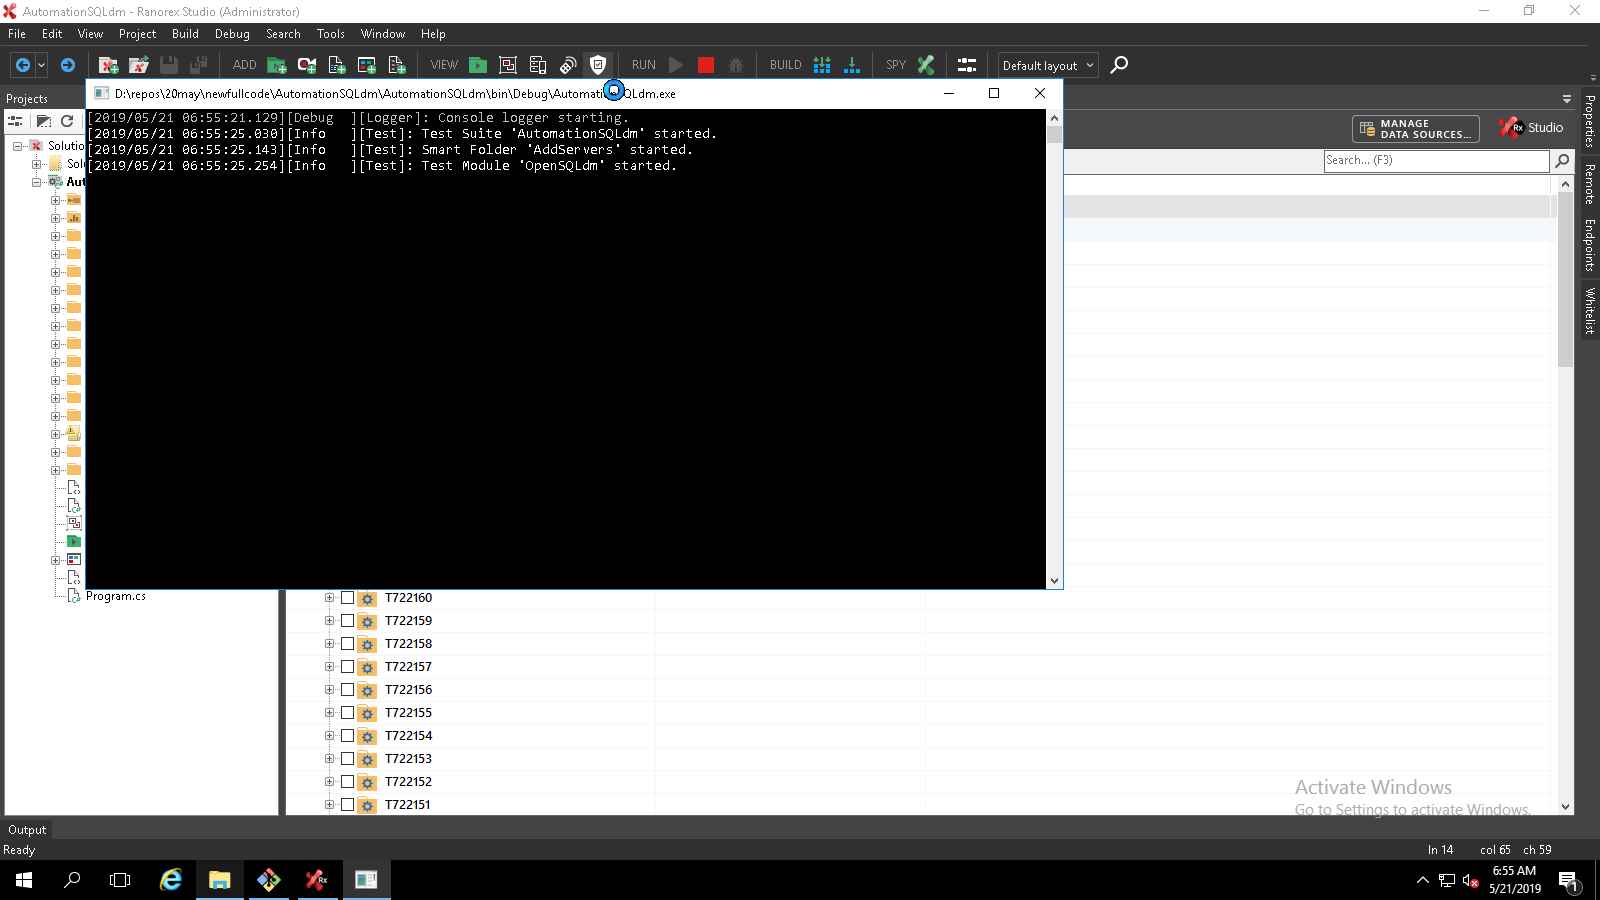 AutomationSQLdm - Ranorex Studio (Administrator)
File Edit View Project Build Debug Search Tools Window Help
ADD VIEW RUN BUILD SPY Default layout
Projects
D:\repos\20may\newfullcode\AutomationSQLdm\AutomationSQLdm\bin\Debug\
[2019/05/21 06:55:21.129][Debug ][Logger]: Console logger starting.
[2019/05/21 06:55:25.030][Info ][Test]: Test Suite 'AutomationSQLdm' started.
[2019/05/21 06:55:25.143][Info ][Test]: Smart Folder 'AddServers' started.
[2019/05/21 06:55:25.254][Info ][Test]: Test Module 'OpenSQLdm' started.
MANAGE
DATA SOURCES...
Rx Studio
Search... (F3)
Properties
Remote Endpoints
Whitelist
Solutio
Sol
Aut
Program.cs
T722160
T722159
T722158
T722157
T722156
T722155
T722154
T722153
T722152
T722151
Activate Windows
Go to Settings to activate Windows.
Output
Ready
ln 14 col 65 ch 59
Rx
6:55 AM
5/21/2019
1